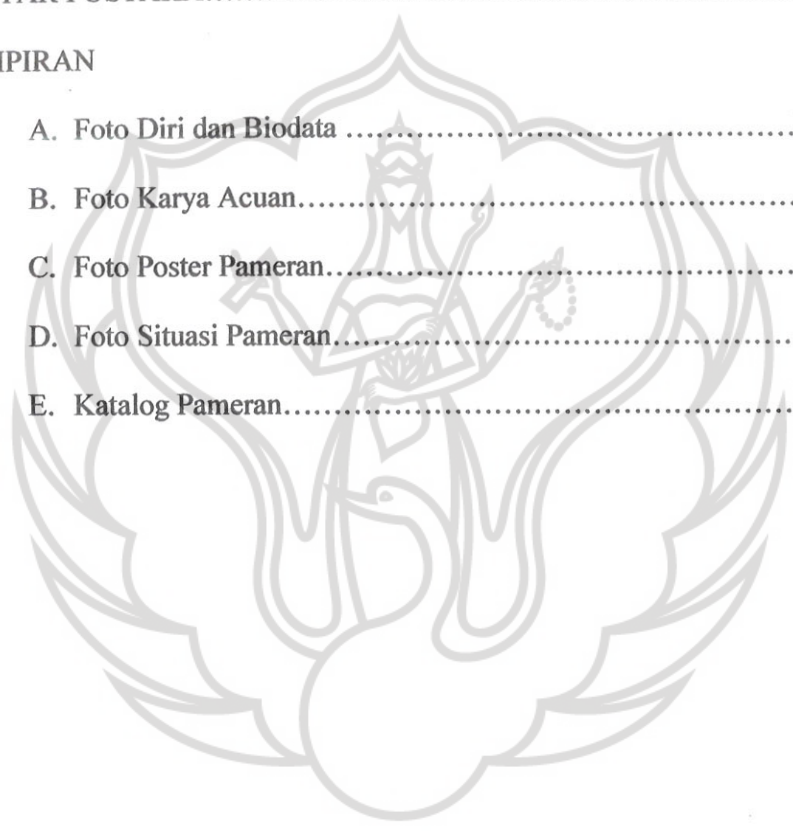 IPIRAN
A. Foto Diri dan Biodata ................................................
B. Foto Karya Acuan.....................................................
C. Foto Poster Pameran..................................................
D. Foto Situasi Pameran.................................................
E. Katalog Pameran......................................................